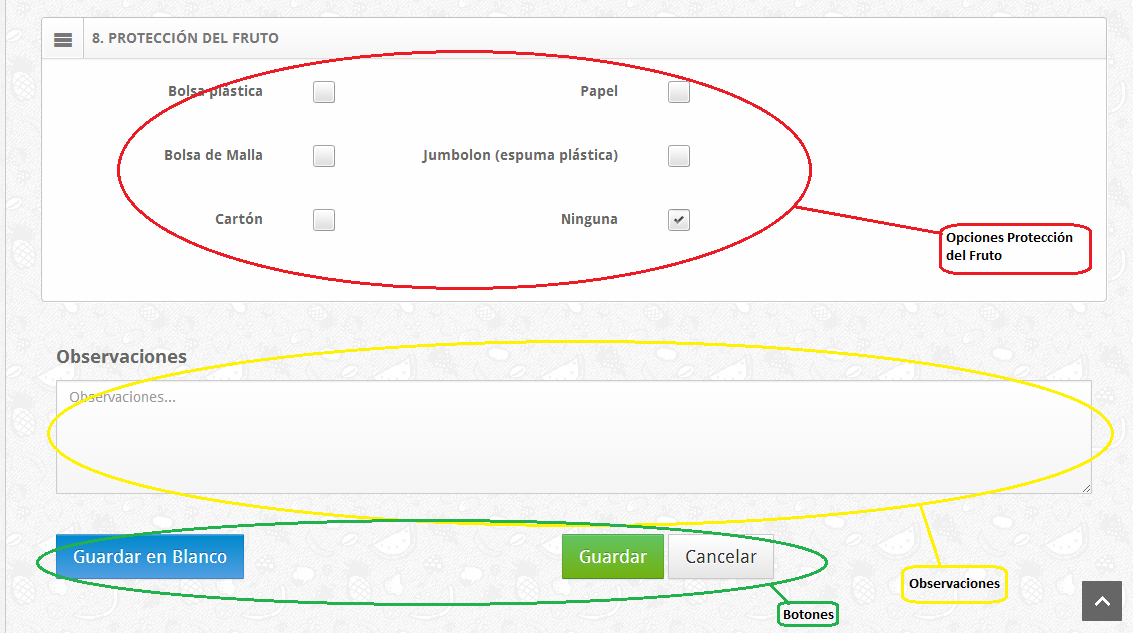 8. PROTECCIÓN DEL FRUTO
Bolsa plástica
Papel
Bolsa de Malla
Jumbolon (espuma plástica)
Cartón
Ninguna
Opciones Protección
del Fruto
Observaciones
Observaciones...
Guardar en Blanco
Guardar
Cancelar
Observaciones
Botones